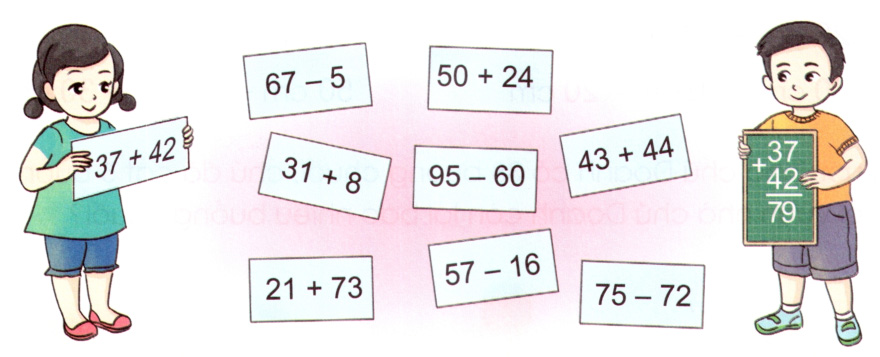 37 + 42
67 – 5
50 + 24
31 + 8
95 – 60
43 + 44
21 + 73
57 – 16
75 – 72
+ 37
42
79